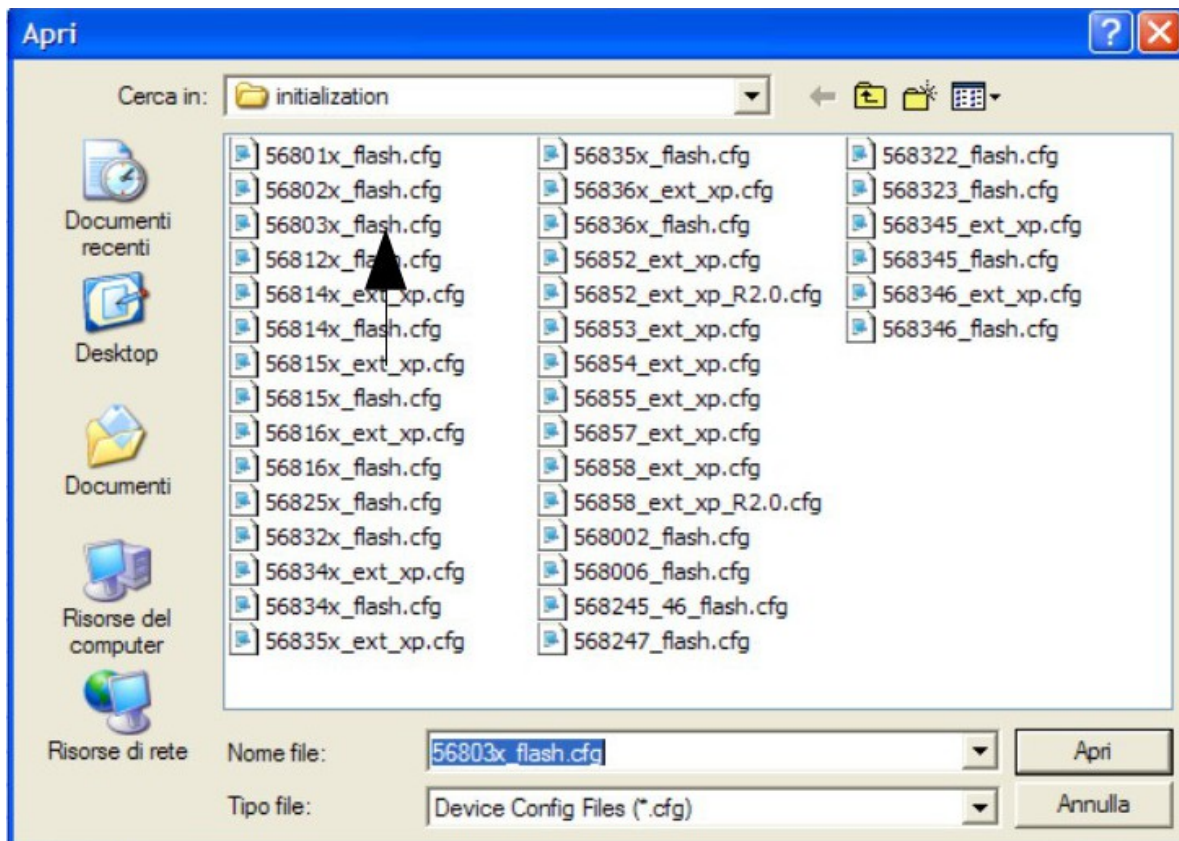 Apri
Cerca in: initialization
Documenti recenti
Desktop
Documenti
Risorse del computer
Risorse di rete
56801x_flash.cfg
56802x_flash.cfg
56803x_flash.cfg
56812x_flash.cfg
56814x_ext_xp.cfg
56814x_flash.cfg
56815x_ext_xp.cfg
56815x_flash.cfg
56816x_ext_xp.cfg
56816x_flash.cfg
56825x_flash.cfg
56832x_flash.cfg
56834x_ext_xp.cfg
56834x_flash.cfg
56835x_ext_xp.cfg
56835x_flash.cfg
56836x_ext_xp.cfg
56836x_flash.cfg
56852_ext_xp.cfg
56852_ext_xp_R2.0.cfg
56853_ext_xp.cfg
56854_ext_xp.cfg
56855_ext_xp.cfg
56857_ext_xp.cfg
56858_ext_xp.cfg
56858_ext_xp_R2.0.cfg
568002_flash.cfg
568006_flash.cfg
568245_46_flash.cfg
568247_flash.cfg
568322_flash.cfg
568323_flash.cfg
568345_ext_xp.cfg
568345_flash.cfg
568346_ext_xp.cfg
568346_flash.cfg
Nome file: 56803x_flash.cfg Apri
Tipo file: Device Config Files (*.cfg) Annulla